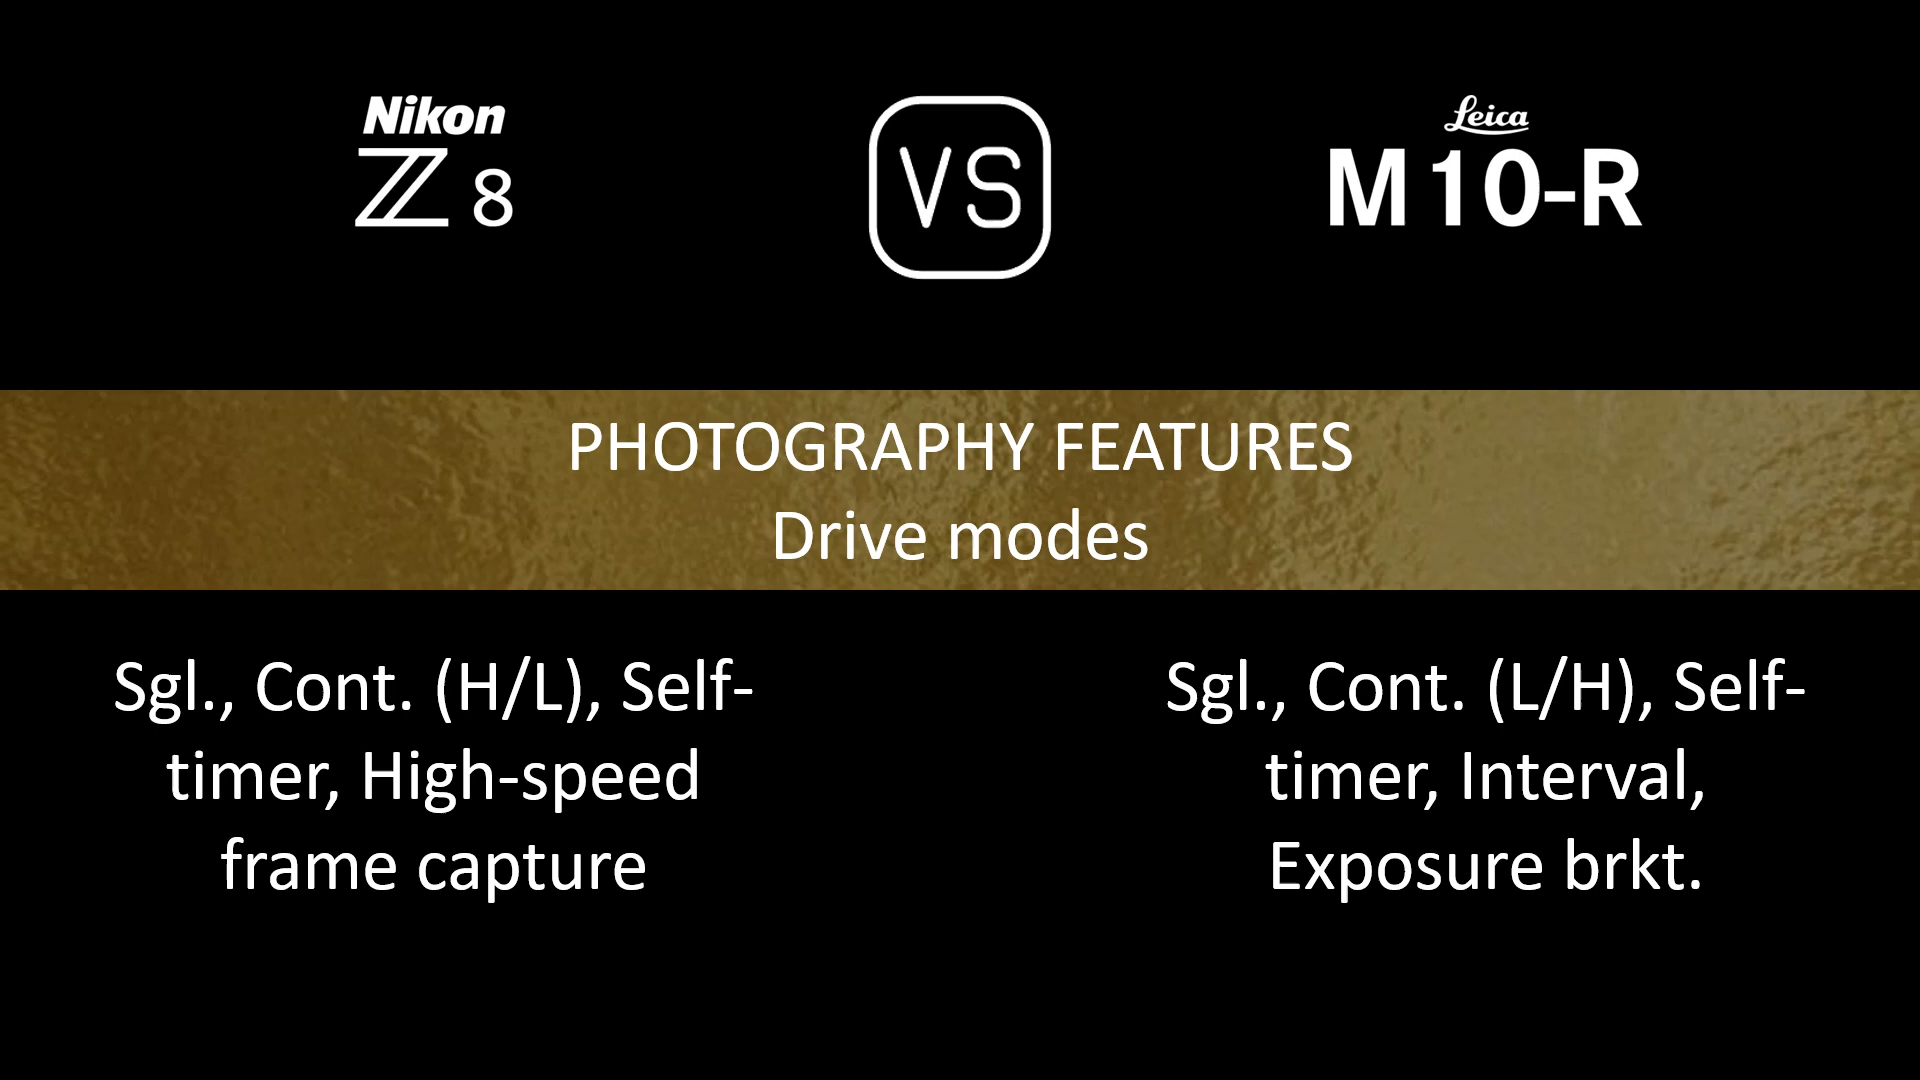 Nikon
Z 8
VS
Leica
M10-R
PHOTOGRAPHY FEATURES
Drive modes
Sgl., Cont. (H/L), Self-
timer, High-speed
frame capture
Sgl., Cont. (L/H), Self-
timer, Interval,
Exposure brkt.